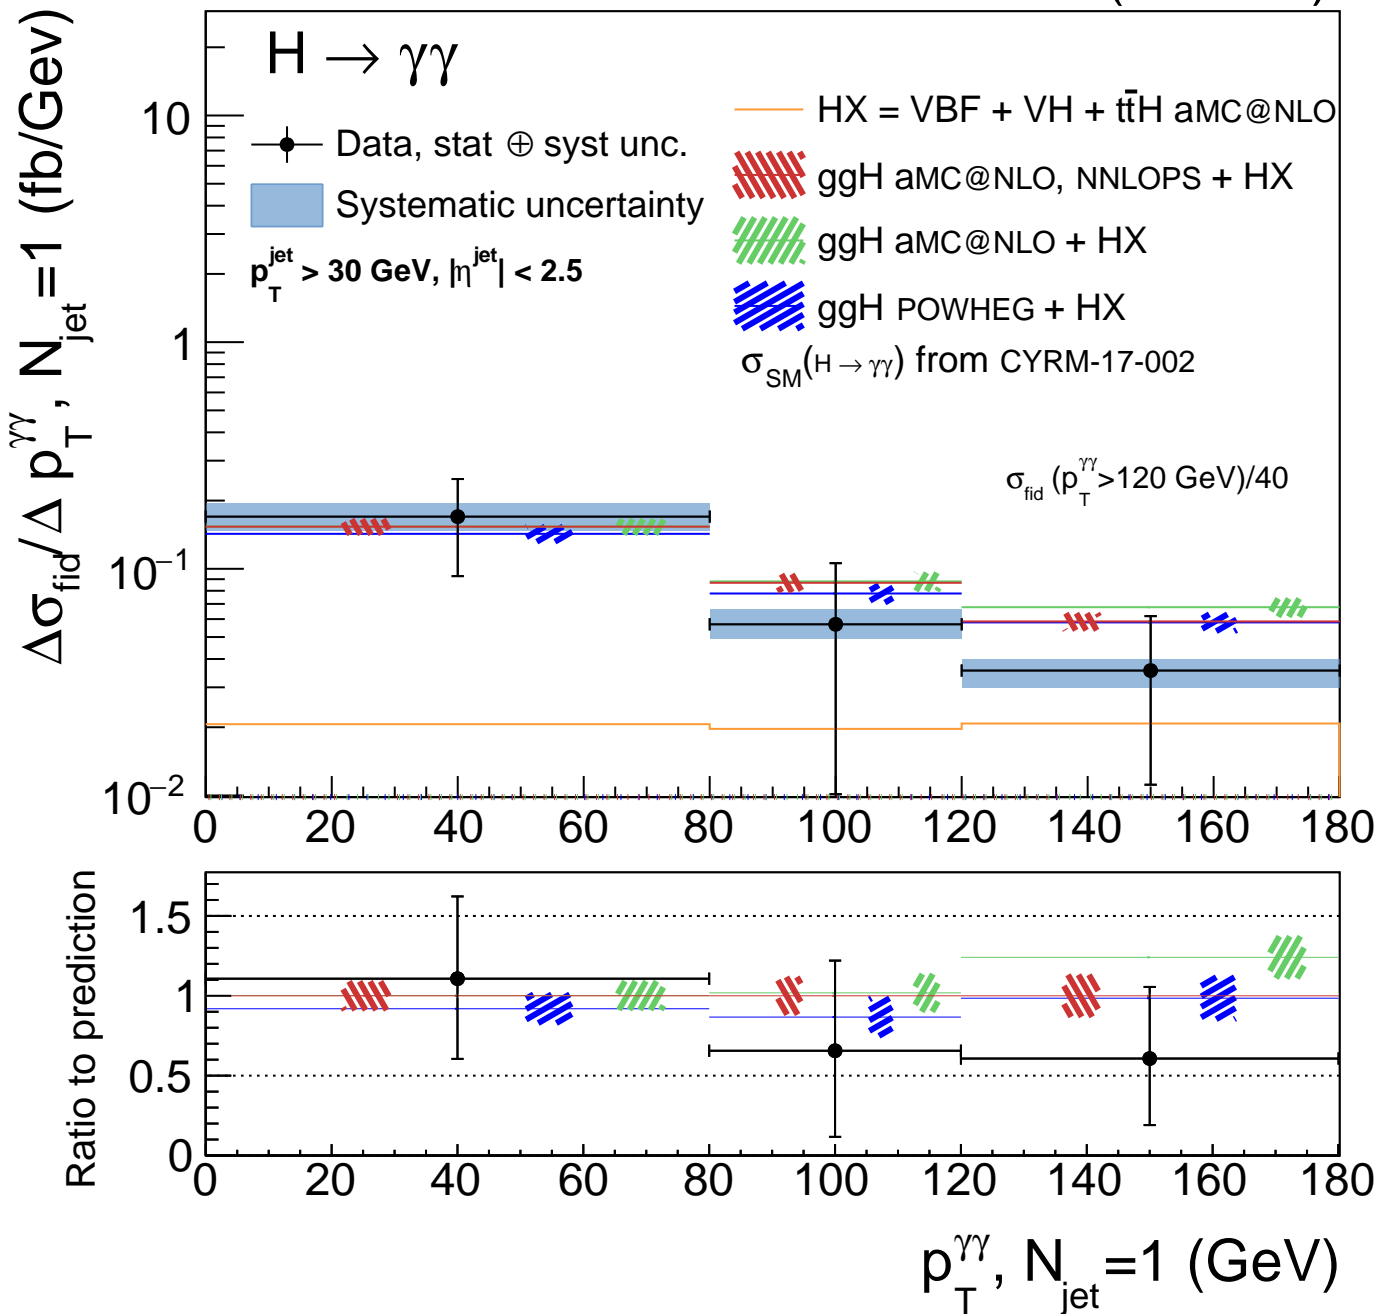 H → γγ
Data, stat ⊕ syst unc.
Systematic uncertainty
p_T^jet > 30 GeV, |η^jet| < 2.5
HX = VBF + VH + tt̄H aMC@NLO
ggH aMC@NLO, NNLOPS + HX
ggH aMC@NLO + HX
ggH POWHEG + HX
σ_SM(H → γγ) from CYRM-17-002
σ_fid (p_T^γγ>120 GeV)/40
Δσ_fid/Δ p_T^γγ, N_jet=1 (fb/Gev)
10
1
10⁻¹
10⁻²
0 20 40 60 80 100 120 140 160 180
Ratio to prediction
1.5
1
0.5
0
0 20 40 60 80 100 120 140 160 180
p_T^γγ, N_jet=1 (GeV)